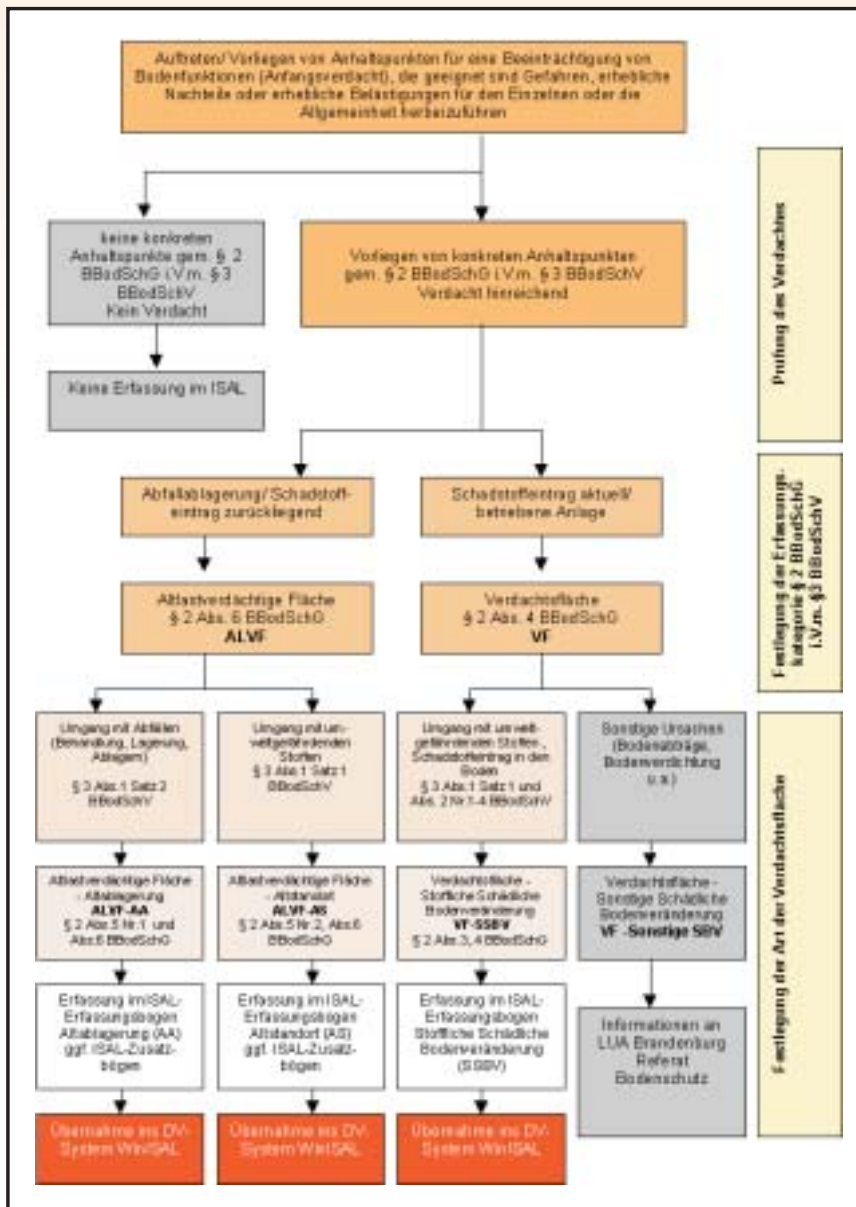 Auftreten/ Vorliegen von Anhaltspunkten für eine Beeinträchtigung von
Bodenfunktionen (Anfangsverdacht), die geeignet sind Gefahren, erhebliche
Nachteile oder erhebliche Belästigungen für den Einzelnen oder die
Allgemeinheit herbeizuführen
keine konkreten
Anhaltspunkte gem. § 2
BBodSchG i.V.m. § 3
BBodSchV
Kein Verdacht
Vorliegen von konkreten Anhaltspunkten
gem. § 2 BBodSchG i.V.m. § 3 BBodSchV
Verdacht hinreichend
Keine Erfassung im ISAL
Prüfung des Verdachtes
Abfallablagerung/ Schadstoff-
eintrag zurückliegend
Schadstoffeintrag aktuell/
betriebene Anlage
Altlastverdächtige Fläche
§ 2 Abs. 6 BBodSchG
ALVF
Verdachtsfläche
§ 2 Abs. 4 BBodSchG
VF
Festlegung der Erfassungs-
kategorie § 2 BBodSchG
i.V.m. §3 BBodSchV
Umgang mit Abfällen
(Behandlung, Lagerung,
Ablagern)
§ 3 Abs.1 Satz 2
BBodSchV
Umgang mit um-
weltgefährdenden
Stoffen
§ 3 Abs.1 Satz 1
BBodSchV
Umgang mit umwelt-
gefährdenden Stoffen,
Schadstoffeintrag in den
Boden
§ 3 Abs.1 Satz 1 und
Abs. 2 Nr.1-4 BBodSchV
Sonstige Ursachen
(Bodenabträge,
Bodenverdichtung
u.a.)
Altlastverdächtige Fläche
- Altablagerung
ALVF-AA
§ 2 Abs.5 Nr.1 und
Abs.6 BBodSchG
Altlastverdächtige Fläche
- Altstandort
ALVF-AS
§ 2 Abs.5 Nr.2, Abs.6
BBodSchG
Verdachtsfläche -
Stoffliche Schädliche
Bodenveränderung
VF-SSBV
§ 2 Abs.3, 4 BBodSchG
Verdachtsfläche -
Sonstige Schädliche
Bodenveränderung
VF -Sonstige SBV
Erfassung im ISAL-
Erfassungsbogen
Altablagerung (AA)
ggf. ISAL-Zusatz-
bögen
Erfassung im ISAL-
Erfassungsbogen
Altstandort (AS)
ggf. ISAL-Zusatz-
bögen
Erfassung im ISAL-
Erfassungsbogen
Stoffliche Schädliche
Bodenveränderung
(SSBV)
Informationen an
LUA Brandenburg
Referat
Bodenschutz
Übernahme ins DV-
System WinISAL
Übernahme ins DV-
System WinISAL
Übernahme ins DV-
System WinISAL
Festlegung der Art der Verdachtsfläche